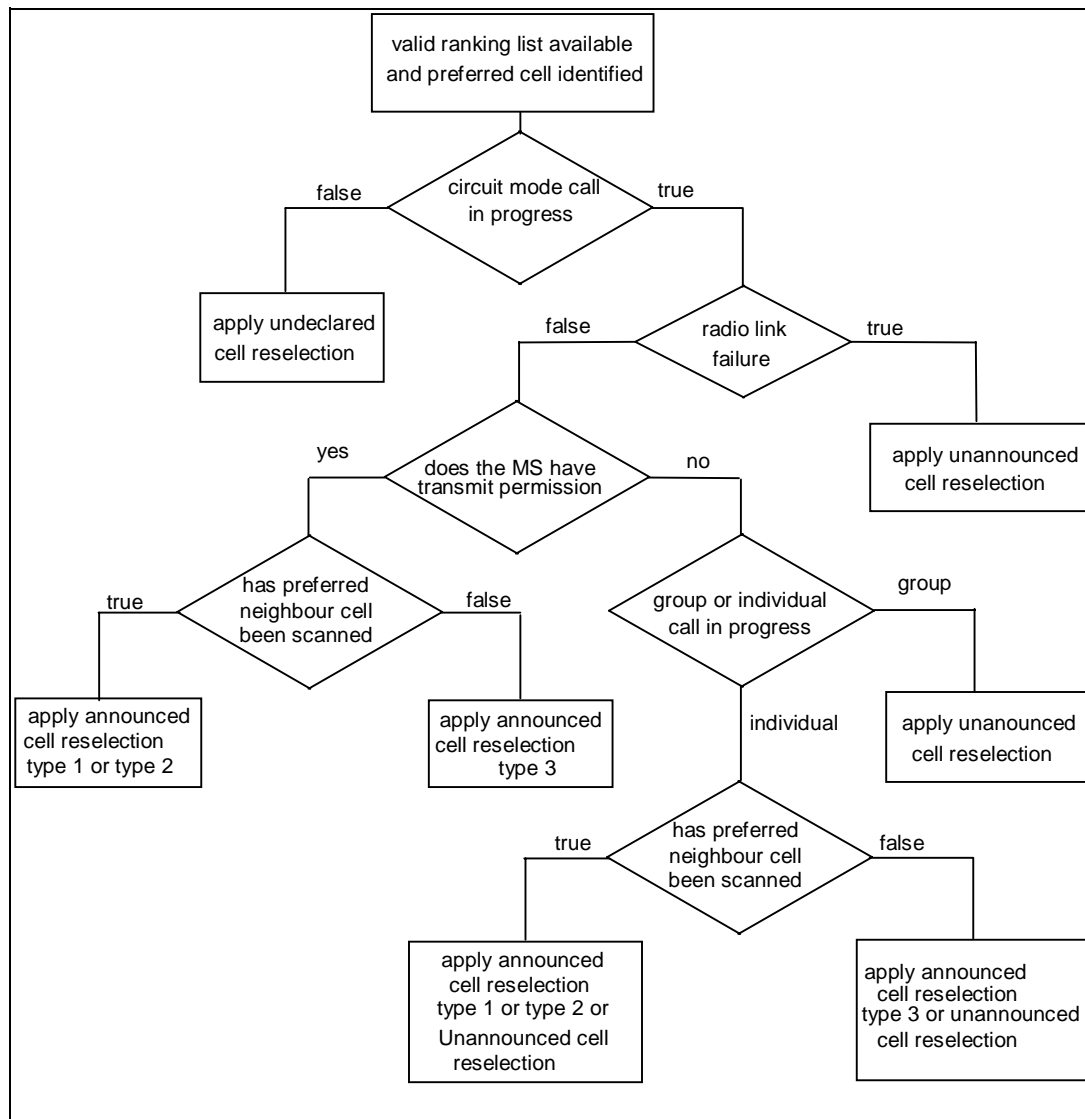 valid ranking list available
and preferred cell identified
false
circuit mode call
in progress
true
apply undeclared
cell reselection
false
radio link
failure
true
yes
does the MS have
transmit permission
no
apply unannounced
cell reselection
true
has preferred
neighbour cell
been scanned
false
group or individual
call in progress
group
apply announced
cell reselection
type 1 or type 2
apply announced
cell reselection
type 3
individual
apply unanounced
cell reselection
true
has preferred
neighbour cell
been scanned
false
apply announced
cell reselection
type 1 or type 2 or
Unannounced cell
reselection
apply announced
cell reselection
type 3 or unannounced
cell reselection